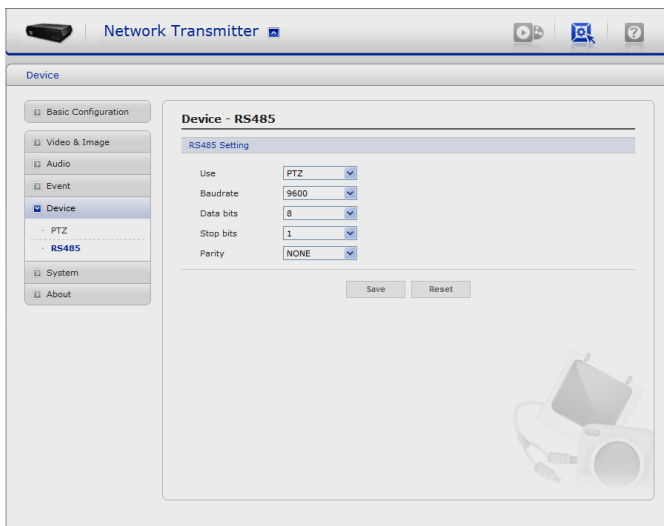 Network Transmitter
Device
Basic Configuration
Video & Image
Audio
Event
Device
PTZ
RS485
System
About
Device - RS485
RS485 Setting
Use PTZ
Baudrate 9600
Data bits 8
Stop bits 1
Parity NONE
Save Reset